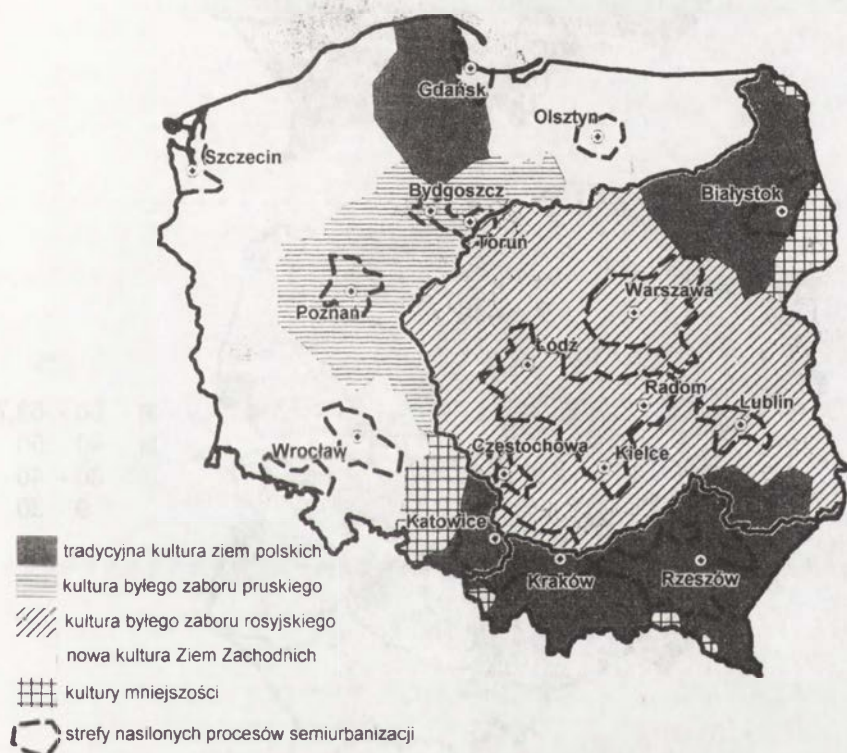 Gdańsk
Olsztyn
Szczecin
Bydgoszcz
Białystok
Toruń
Warszawa
Poznań
Łódź
Radom
Lublin
Wrocław
Częstochowa
Kielce
Katowice
Kraków
Rzeszów
tradycyjna kultura ziem polskich
kultura byłego zaboru pruskiego
kultura byłego zaboru rosyjskiego
nowa kultura Ziem Zachodnich
kultury mniejszości
strefy nasilonych procesów semiurbanizacji